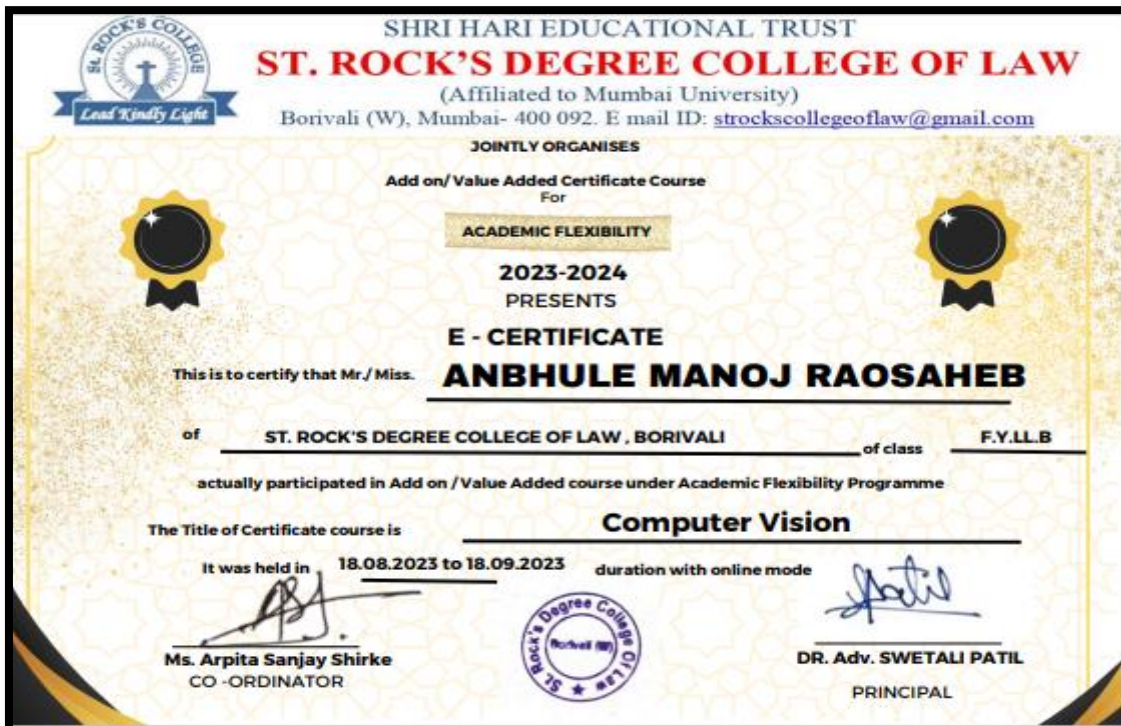 ST. ROCK'S COLLEGE
Lead Kindly Light
SHRI HARI EDUCATIONAL TRUST
ST. ROCK'S DEGREE COLLEGE OF LAW
(Affiliated to Mumbai University)
Borivali (W), Mumbai- 400 092. E mail ID: strockscollegeoflaw@gmail.com
JOINTLY ORGANISES
Add on/ Value Added Certificate Course
For
ACADEMIC FLEXIBILITY
2023-2024
PRESENTS
E - CERTIFICATE
This is to certify that Mr./ Miss. ANBHULE MANOJ RAOSAHEB
of ST. ROCK'S DEGREE COLLEGE OF LAW , BORIVALI of class F.Y.LL.B
actually participated in Add on /Value Added course under Academic Flexibility Programme
The Title of Certificate course is Computer Vision
It was held in 18.08.2023 to 18.09.2023 duration with online mode
St. Rock's Degree College Of Law
Borivali (W)
Ms. Arpita Sanjay Shirke
CO -ORDINATOR
DR. Adv. SWETALI PATIL
PRINCIPAL